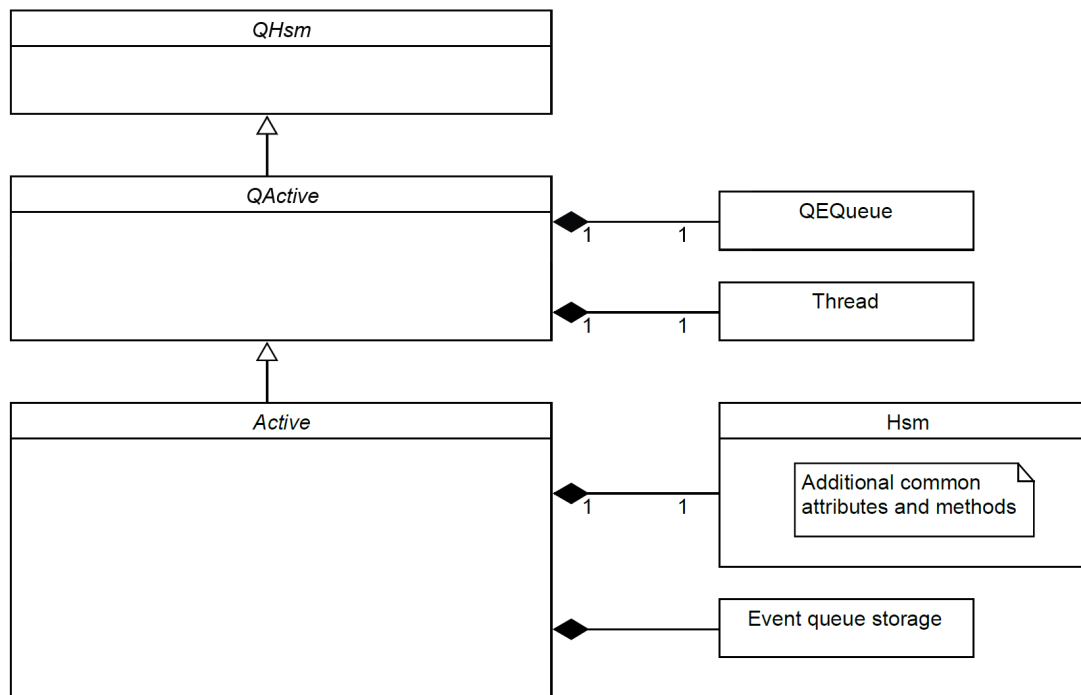 QHsm
QActive
QEQueue
1 1
Thread
1 1
Active
Hsm
Additional common
attributes and methods
1 1
Event queue storage